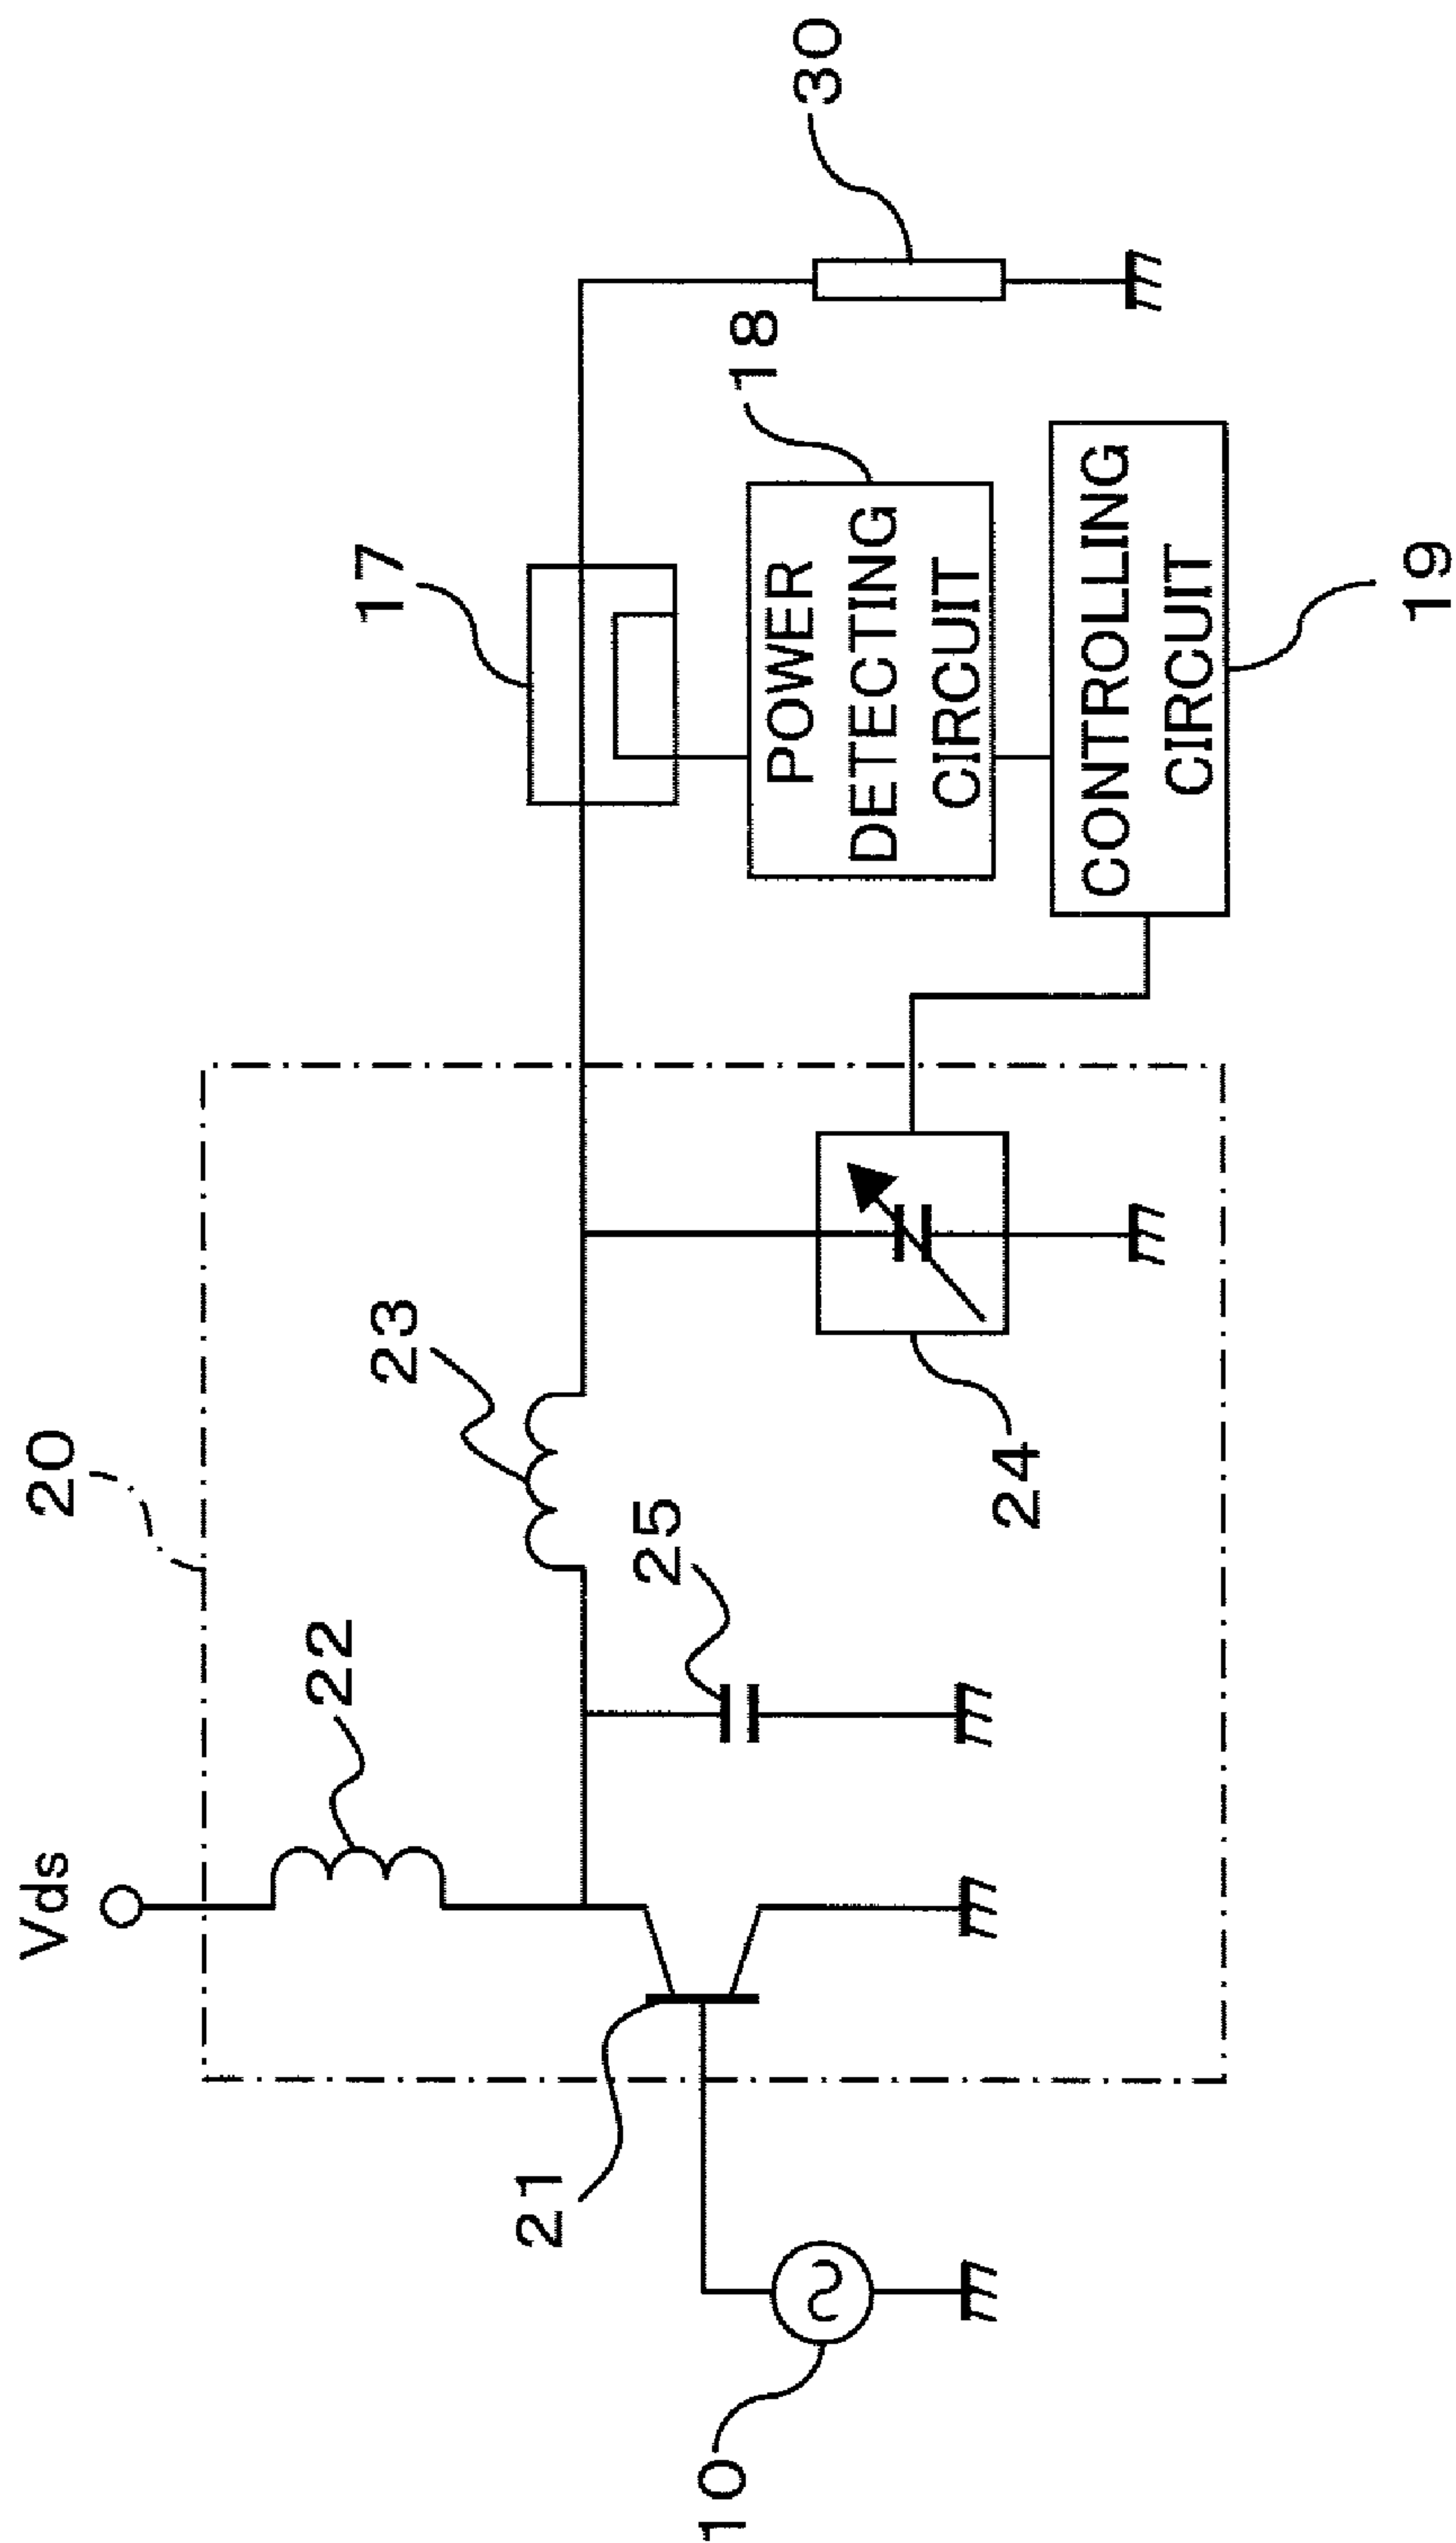 20
Vds
22
23
17
21
25
18
30
POWER
DETECTING
CIRCUIT
10
24
CONTROLLING
CIRCUIT
19